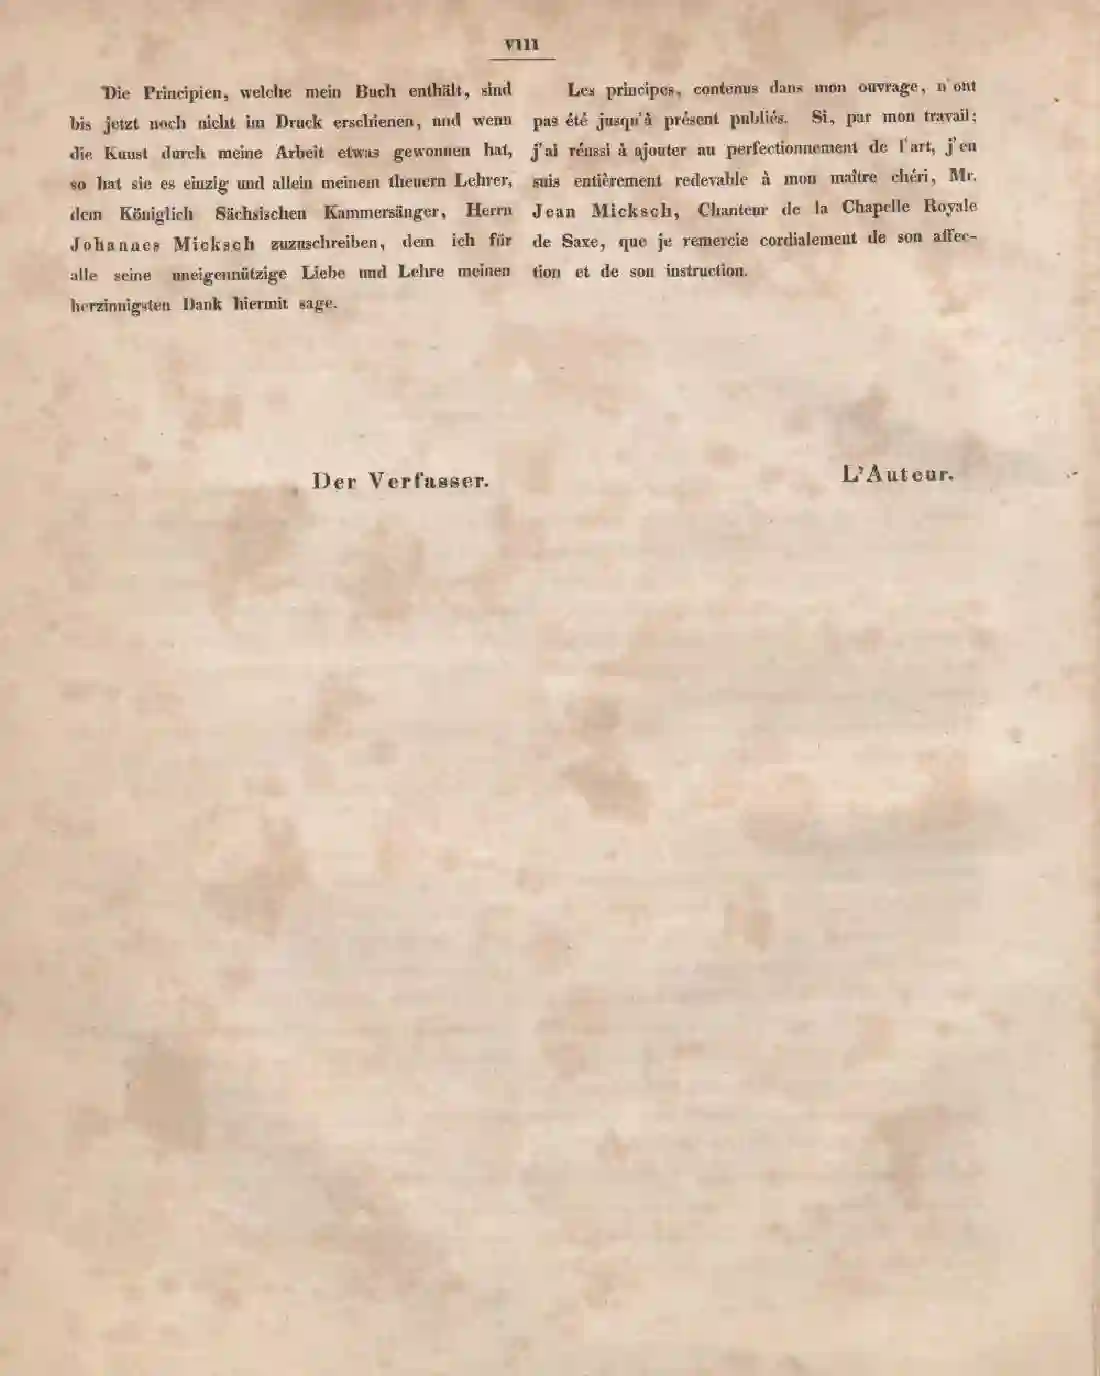 VIII
Die Principien, welche mein Buch enthält, sind
bis jetzt noch nicht im Druck erschienen, und wenn
die Kunst durch meine Arbeit etwas gewonnen hat,
so hat sie es einzig und allein meinem theuern Lehrer,
dem Königlich Sächsischen Kammersänger, Herrn
Johannes Micksch zuzuschreiben, dem ich für
alle seine uneigennützige Liebe und Lehre meinen
herzinnigsten Dank hiermit sage.
Der Verfasser.
Les principes, contenus dans mon ouvrage, n'ont
pas été jusqu'à présent publiés. Si, par mon travail;
j'ai réussi à ajouter au perfectionnement de l'art, j'en
suis entièrement redevable à mon maître chéri, Mr.
Jean Micksch, Chanteur de la Chapelle Royale
de Saxe, que je remercie cordialement de son affec-
tion et de son instruction.
L'Auteur.